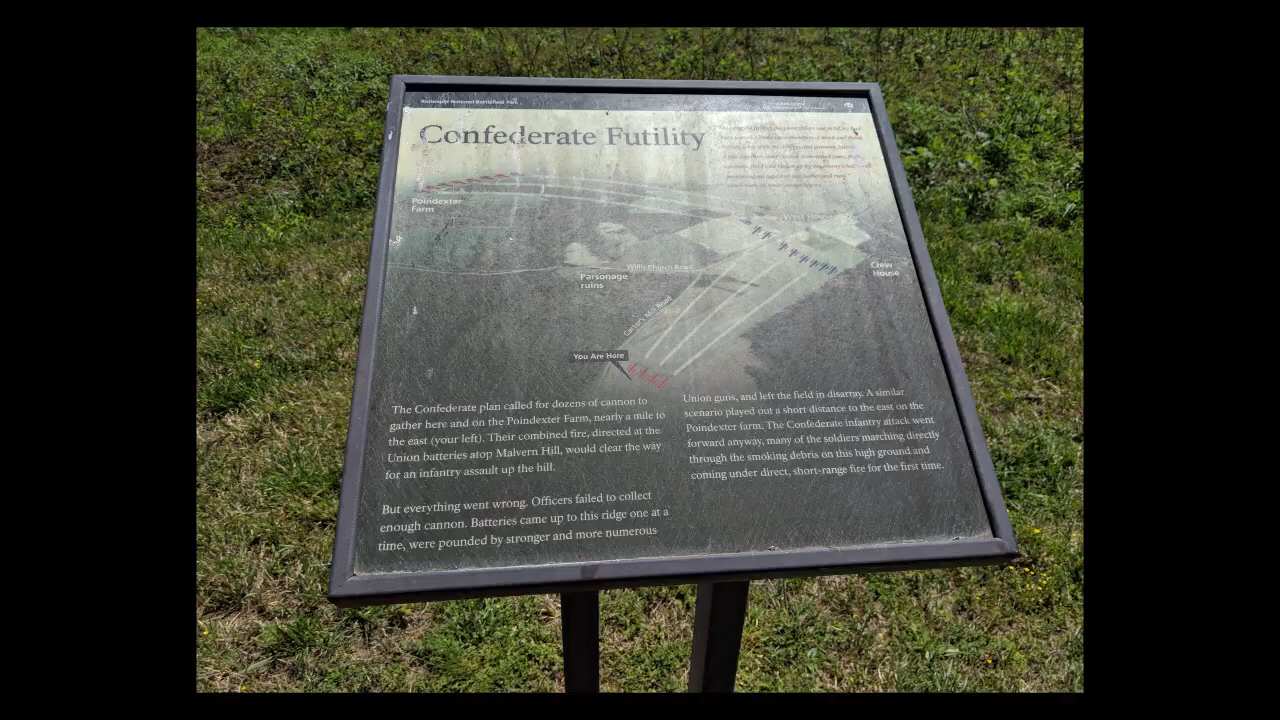 Richmond National Battlefield Park
Confederate Futility
Poindexter
Farm
West House
Crew
House
Willis Church Road
Parsonage
ruins
Carter's Mill Road
You Are Here
The Confederate plan called for dozens of cannon to
gather here and on the Poindexter Farm, nearly a mile to
the east (your left). Their combined fire, directed at the
Union batteries atop Malvern Hill, would clear the way
for an infantry assault up the hill.
But everything went wrong. Officers failed to collect
enough cannon. Batteries came up to this ridge one at a
time, were pounded by stronger and more numerous
Union guns, and left the field in disarray. A similar
scenario played out a short distance to the east on the
Poindexter farm. The Confederate infantry attack went
forward anyway, many of the soldiers marching directly
through the smoking debris on this high ground and
coming under direct, short-range fire for the first time.